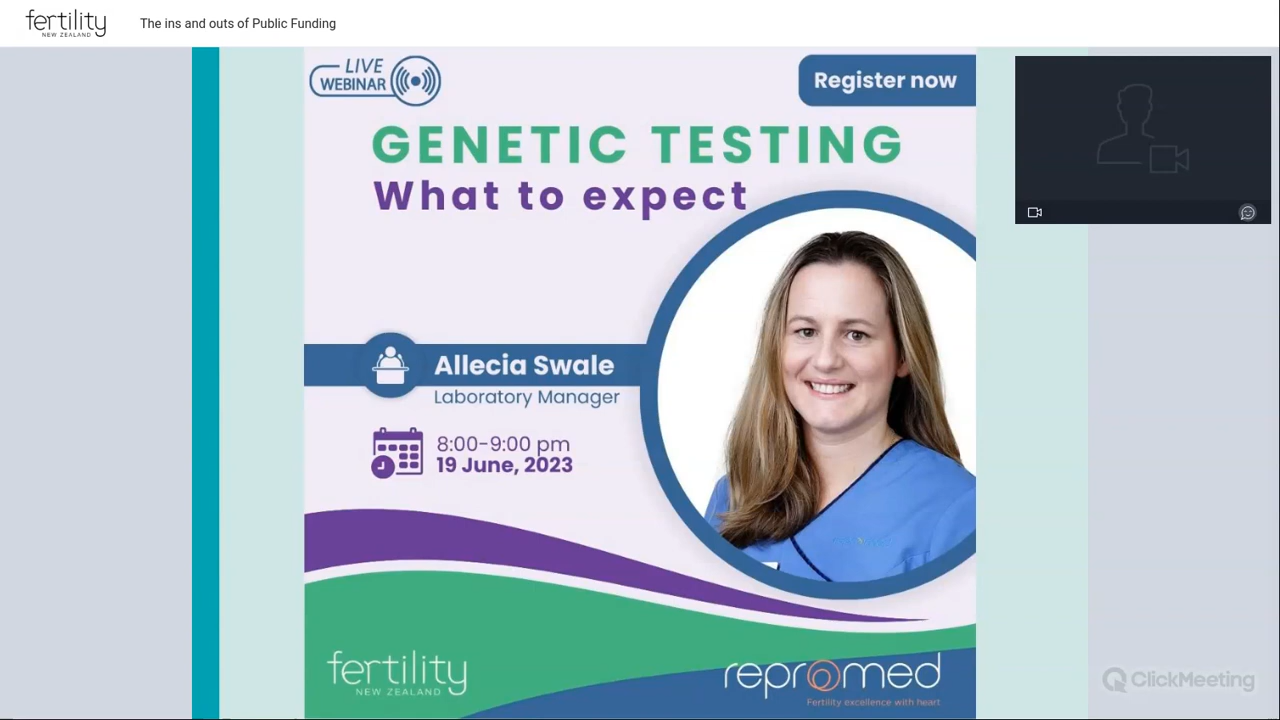 fertility
NEW ZEALAND
The ins and outs of Public Funding
LIVE
WEBINAR
Register now
GENETIC TESTING
What to expect
Allecia Swale
Laboratory Manager
8:00-9:00 pm
19 June, 2023
fertility
NEW ZEALAND
repromed
Fertility excellence with heart
ClickMeeting